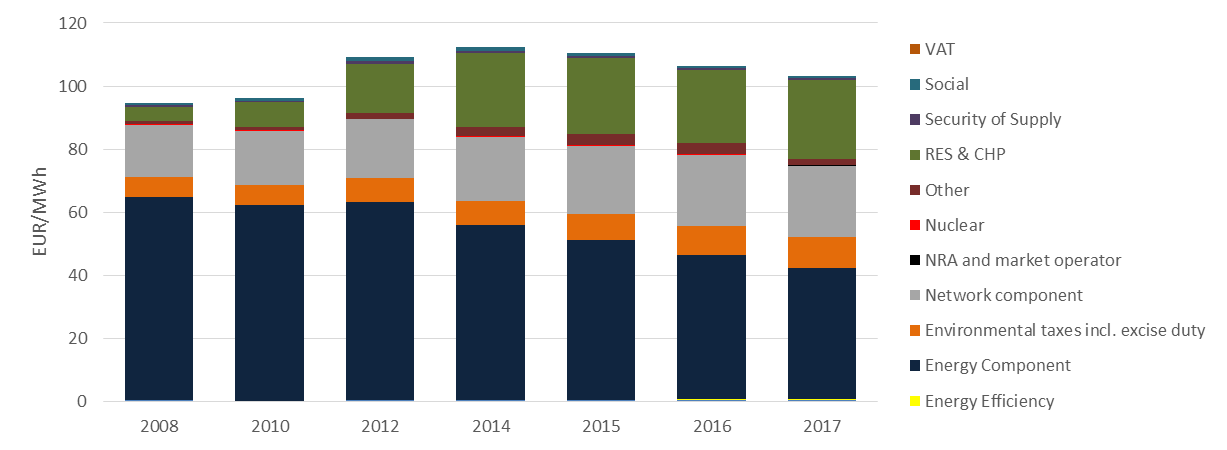 EUR/MWh
120
100
80
60
40
20
0
2008 2010 2012 2014 2015 2016 2017
VAT
Social
Security of Supply
RES & CHP
Other
Nuclear
NRA and market operator
Network component
Environmental taxes incl. excise duty
Energy Component
Energy Efficiency